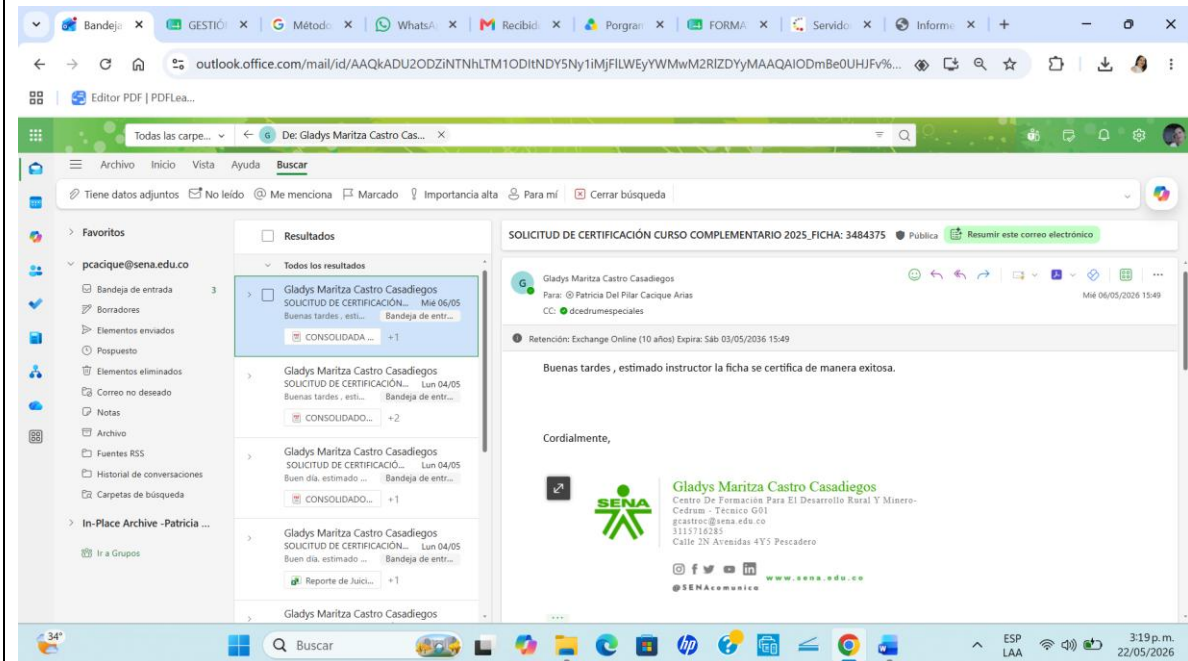 Bandeja
GESTIÓ
Método
WhatsA
Recibid
Porgran
FORMA
Servido
Informe
outlook.office.com/mail/id/
Editor PDF | PDFLea...
Todas las carpe...
G De: Gladys Maritza Castro Cas...
Archivo Inicio Vista Ayuda Buscar
Tiene datos adjuntos No leído Me menciona Marcado Importancia alta Para mí Cerrar búsqueda
Favoritos
pcacique@sena.edu.co
Bandeja de entrada 3
Borradores
Elementos enviados
Pospuesto
Elementos eliminados
Correo no deseado
Notas
Archivo
Fuentes RSS
Historial de conversaciones
Carpetas de búsqueda
In-Place Archive -Patricia ...
Ir a Grupos
Resultados
Todos los resultados
Gladys Maritza Castro Casadiegos
SOLICITUD DE CERTIFICACIÓN... Mié 06/05
Buenas tardes , esti... Bandeja de entr...
CONSOLIDADA ... +1
Gladys Maritza Castro Casadiegos
SOLICITUD DE CERTIFICACIÓN... Lun 04/05
Buenas tardes , esti... Bandeja de entr...
CONSOLIDADO... +2
Gladys Maritza Castro Casadiegos
SOLICITUD DE CERTIFICACIÓ... Lun 04/05
Buen día. estimado ... Bandeja de entr...
CONSOLIDADO... +1
Gladys Maritza Castro Casadiegos
SOLICITUD DE CERTIFICACIÓN... Lun 04/05
Buen día. estimado ... Bandeja de entr...
Reporte de Juici... +1
Gladys Maritza Castro Casadiegos
SOLICITUD DE CERTIFICACIÓN CURSO COMPLEMENTARIO 2025_FICHA: 3484375 Pública Resumir este correo electrónico
G
Gladys Maritza Castro Casadiegos
Para: Patricia Del Pilar Cacique Arias
CC: dcedrumespeciales
Mié 06/05/2026 15:49
Retención: Exchange Online (10 años) Expira: Sáb 03/05/2036 15:49
Buenas tardes , estimado instructor la ficha se certifica de manera exitosa.
Cordialmente,
SENA
Gladys Maritza Castro Casadiegos
Centro De Formación Para El Desarrollo Rural Y Minero-
Cedrum - Técnico G01
gcastroc@sena.edu.co
3115716285
Calle 2N Avenidas 4Y5 Pescadero
www.sena.edu.co
@SENAcomunica
34°
Buscar
ESP
LAA
3:19 p.m.
22/05/2026